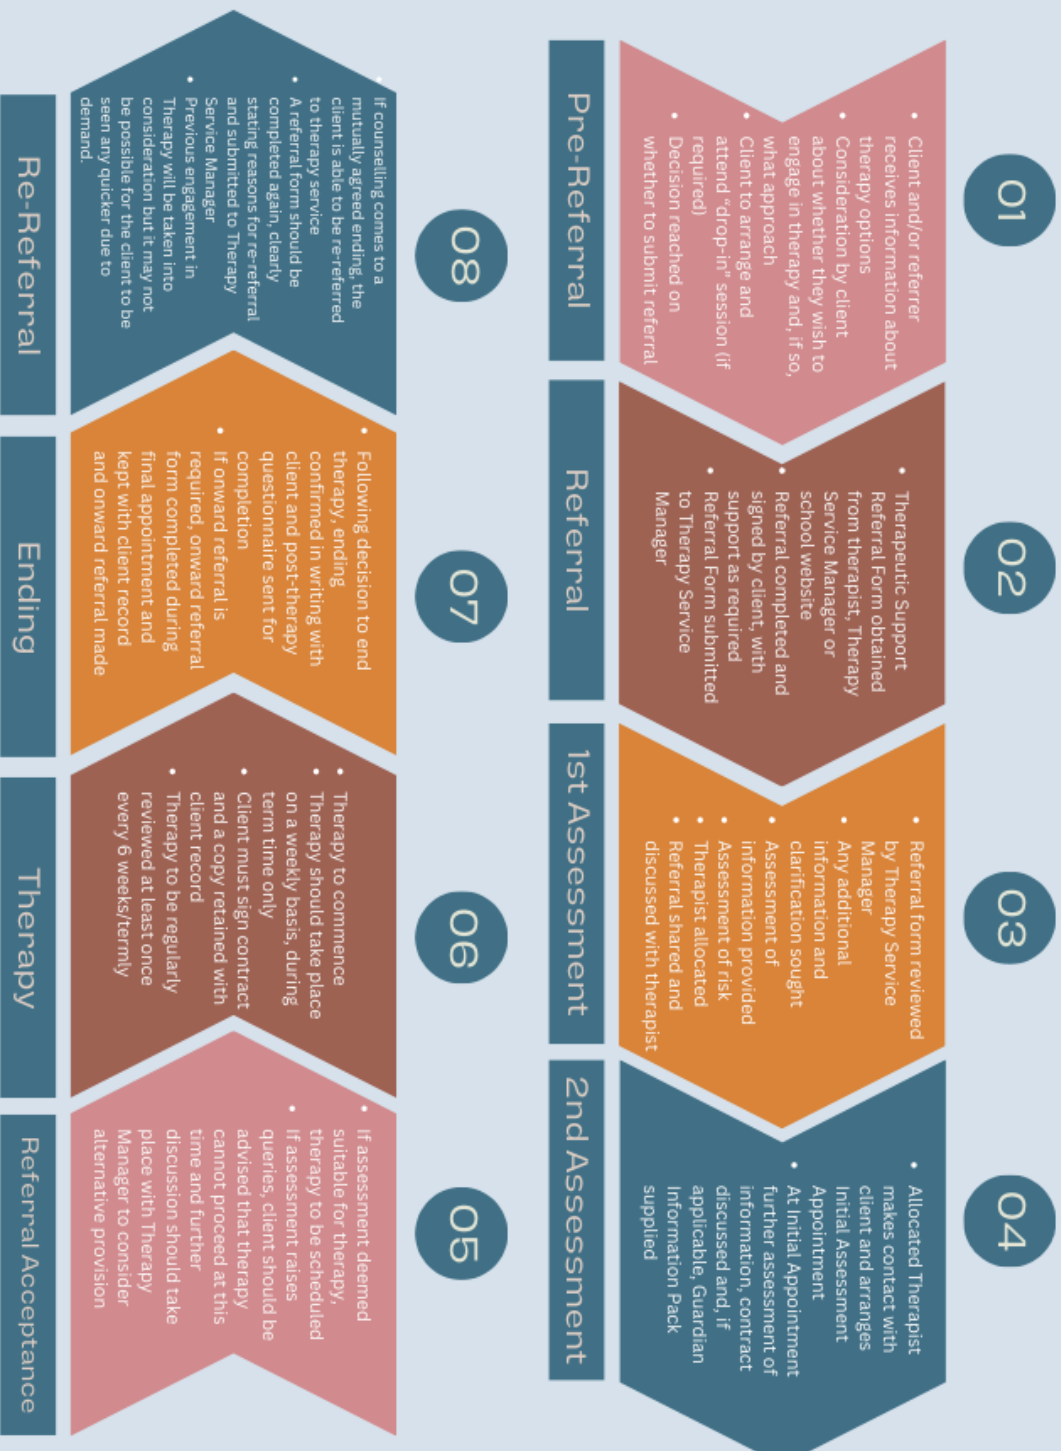 01
Client and/or referrer
receives information about
therapy options
Consideration by client
about whether they wish to
engage in therapy and, if so,
what approach
Client to arrange and
attend "drop-in" session (if
required)
Decision reached on
whether to submit referral
Pre-Referral
02
Therapeutic Support
Referral Form obtained
from therapist, Therapy
Service Manager or
school website
Referral completed and
signed by client, with
support as required
Referral Form submitted
to Therapy Service
Manager
Referral
03
Referral form reviewed
by Therapy Service
Manager
Any additional
information and
clarification sought
Assessment of
information provided
Assessment of risk
Therapist allocated
Referral shared and
discussed with therapist
1st Assessment
04
Allocated Therapist
makes contact with
client and arranges
Initial Assessment
Appointment
At Initial Appointment
further assessment of
information, contract
discussed and, if
applicable, Guardian
Information Pack
supplied
2nd Assessment
05
If assessment deemed
suitable for therapy,
therapy to be scheduled
If assessment raises
queries, client should be
advised that therapy
cannot proceed at this
time and further
discussion should take
place with Therapy
Manager to consider
alternative provision
Referral Acceptance
06
Therapy to commence
Therapy should take place
on a weekly basis, during
term time only
Client must sign contract
and a copy retained with
client record
Therapy to be regularly
reviewed at least once
every 6 weeks/termly
Therapy
07
Following decision to end
therapy, ending
confirmed in writing with
client and post-therapy
questionnaire sent for
completion
If onward referral is
required, onward referral
form completed during
final appointment and
kept with client record
and onward referral made
Ending
08
If counselling comes to a
mutually agreed ending, the
client is able to be re-referred
to therapy service
A referral form should be
completed again, clearly
stating reasons for re-referral
and submitted to Therapy
Service Manager
Previous engagement in
Therapy will be taken into
consideration but it may not
be possible for the client to be
seen any quicker due to
demand.
Re-Referral